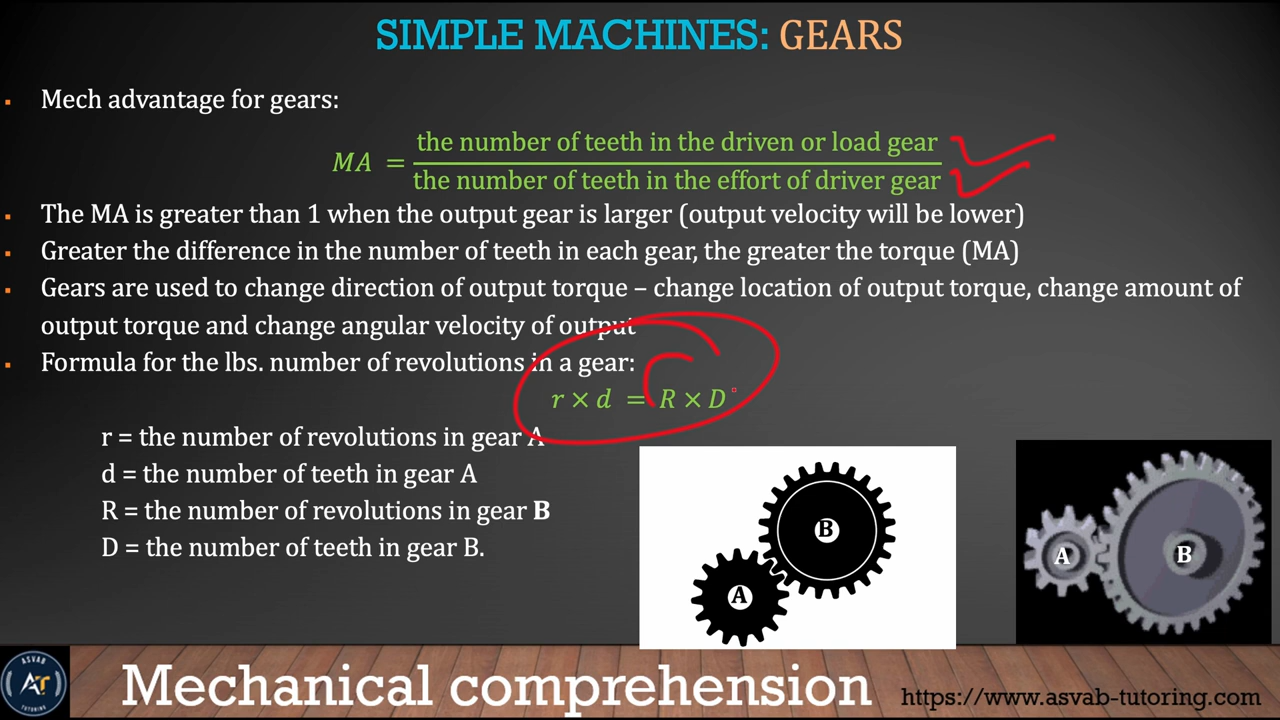 SIMPLE MACHINES: GEARS
▪ Mech advantage for gears:
the number of teeth in the driven or load gear
MA =
the number of teeth in the effort of driver gear
▪ The MA is greater than 1 when the output gear is larger (output velocity will be lower)
▪ Greater the difference in the number of teeth in each gear, the greater the torque (MA)
▪ Gears are used to change direction of output torque – change location of output torque, change amount of
output torque and change angular velocity of output
▪ Formula for the lbs. number of revolutions in a gear:
r × d = R × D
r = the number of revolutions in gear A
d = the number of teeth in gear A
R = the number of revolutions in gear B
D = the number of teeth in gear B.
B
A
A
B
ASVAB
AT
TUTORING
Mechanical comprehension
https://www.asvab-tutoring.com